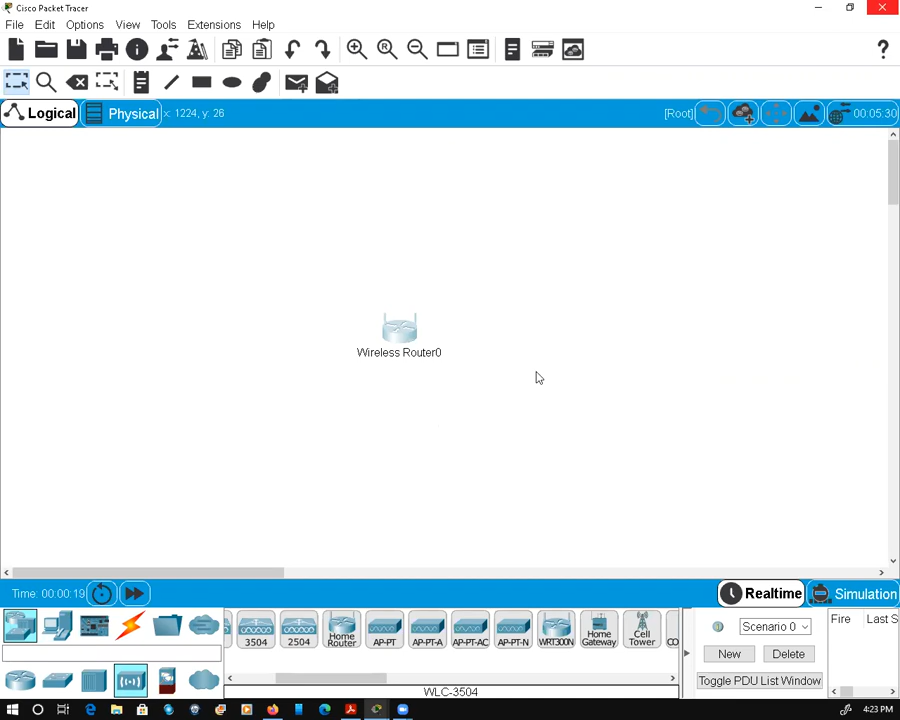 Cisco Packet Tracer
File Edit Options View Tools Extensions Help
Logical Physical x: 1224, y: 26 [Root] 00:05:30
Wireless Router0
Time: 00:00:19 Realtime Simulation
3504 2504 Home Router AP-PT AP-PT-A AP-PT-AC AP-PT-N WRT300N Home Gateway Cell Tower CO
Scenario 0 Fire Last S
New Delete
Toggle PDU List Window
WLC-3504
4:23 PM